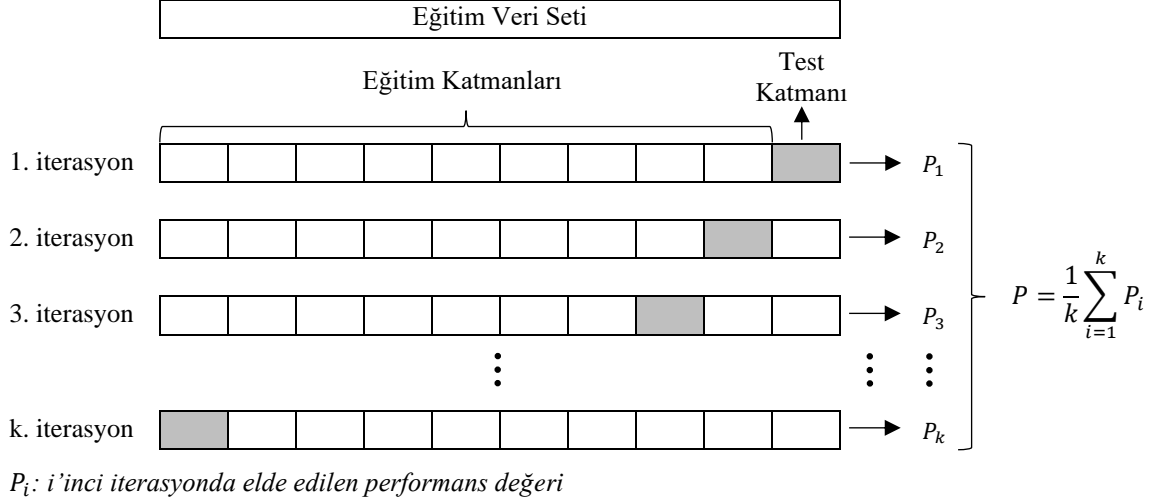 Eğitim Veri Seti
Eğitim Katmanları
Test
Katmanı
1. iterasyon P₁
2. iterasyon P₂
3. iterasyon P₃
k. iterasyon Pₖ
P = 1/k ∑ᵢ₌₁ᵏ Pᵢ
Pᵢ: i’inci iterasyonda elde edilen performans değeri